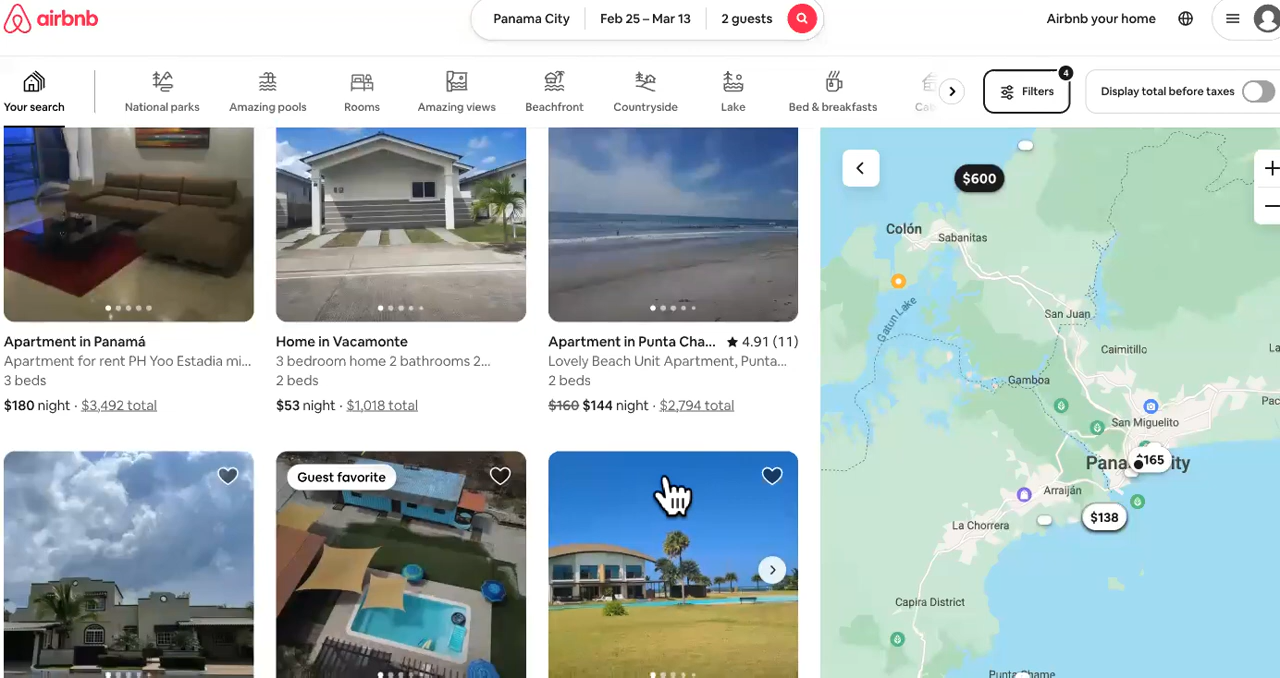 airbnb
Panama City
Feb 25 – Mar 13
2 guests
Airbnb your home
Your search
National parks
Amazing pools
Rooms
Amazing views
Beachfront
Countryside
Lake
Bed & breakfasts
Filters
4
Display total before taxes
Apartment in Panamá
Apartment for rent PH Yoo Estadia mi...
3 beds
$180 night · $3,492 total
Home in Vacamonte
3 bedroom home 2 bathrooms 2...
2 beds
$53 night · $1,018 total
Apartment in Punta Cha... ★ 4.91 (11)
Lovely Beach Unit Apartment, Punta...
2 beds
$160 $144 night · $2,794 total
Guest favorite
$600
Colón
Sabanitas
Gatun Lake
San Juan
Caimitillo
Gamboa
San Miguelito
$165
Arraiján
$138
La Chorrera
Capira District